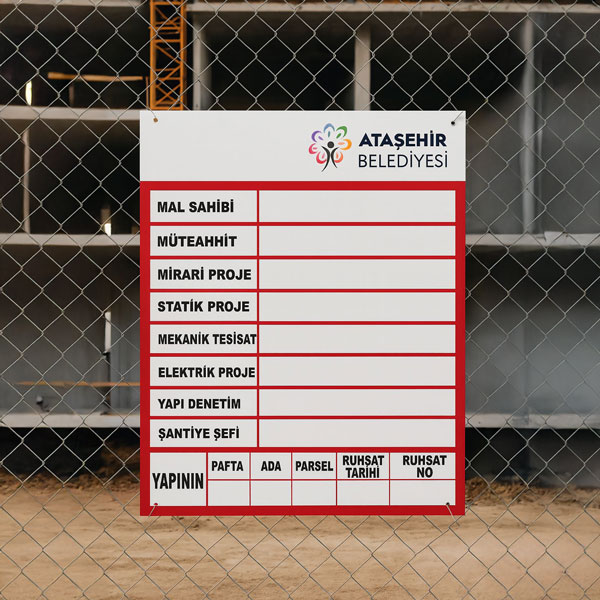 ATAŞEHİR
BELEDİYESİ
MAL SAHİBİ
MÜTEAHHİT
MİRARİ PROJE
STATİK PROJE
MEKANİK TESİSAT
ELEKTRİK PROJE
YAPI DENETİM
ŞANTİYE ŞEFİ
YAPININ
PAFTA
ADA
PARSEL
RUHŞAT
TARİHİ
RUHSAT
NO